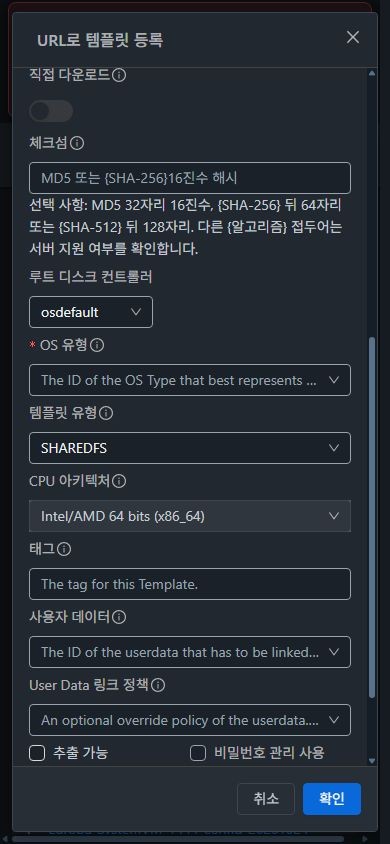 URL로 템플릿 등록
직접 다운로드
체크섬
MD5 또는 {SHA-256}16진수 해시
선택 사항: MD5 32자리 16진수, {SHA-256} 뒤 64자리
또는 {SHA-512} 뒤 128자리. 다른 {알고리즘} 접두어는
서버 지원 여부를 확인합니다.
루트 디스크 컨트롤러
osdefault
* OS 유형
The ID of the OS Type that best represents ...
템플릿 유형
SHAREDFS
CPU 아키텍처
Intel/AMD 64 bits (x86_64)
태그
The tag for this Template.
사용자 데이터
The ID of the userdata that has to be linked...
User Data 링크 정책
An optional override policy of the userdata....
추출 가능 비밀번호 관리 사용
취소 확인